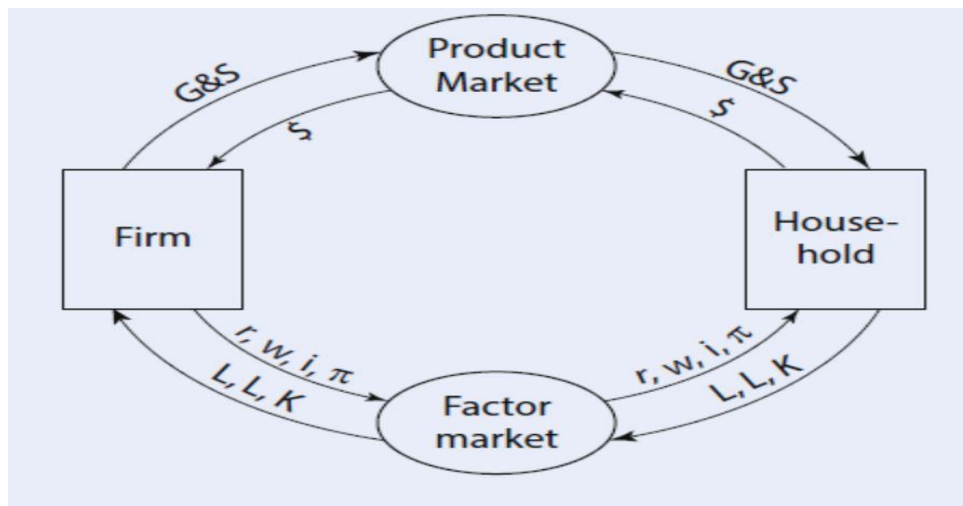 Product
Market
G&S
G&S
$
$
Firm
House-
hold
r, w, i, π
r, w, i, π
L, L, K
L, L, K
Factor
market